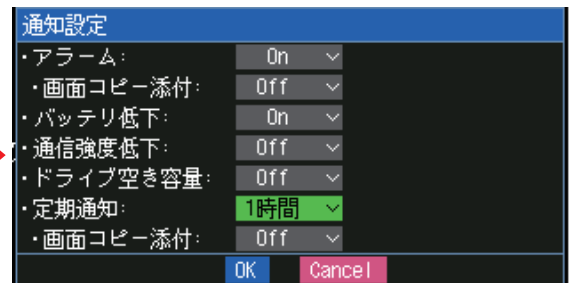 通知設定
・アラーム: On
・画面コピー添付: Off
・バッテリ低下: On
・通信強度低下: Off
・ドライブ空き容量: Off
・定期通知: 1時間
・画面コピー添付: Off
OK Cancel